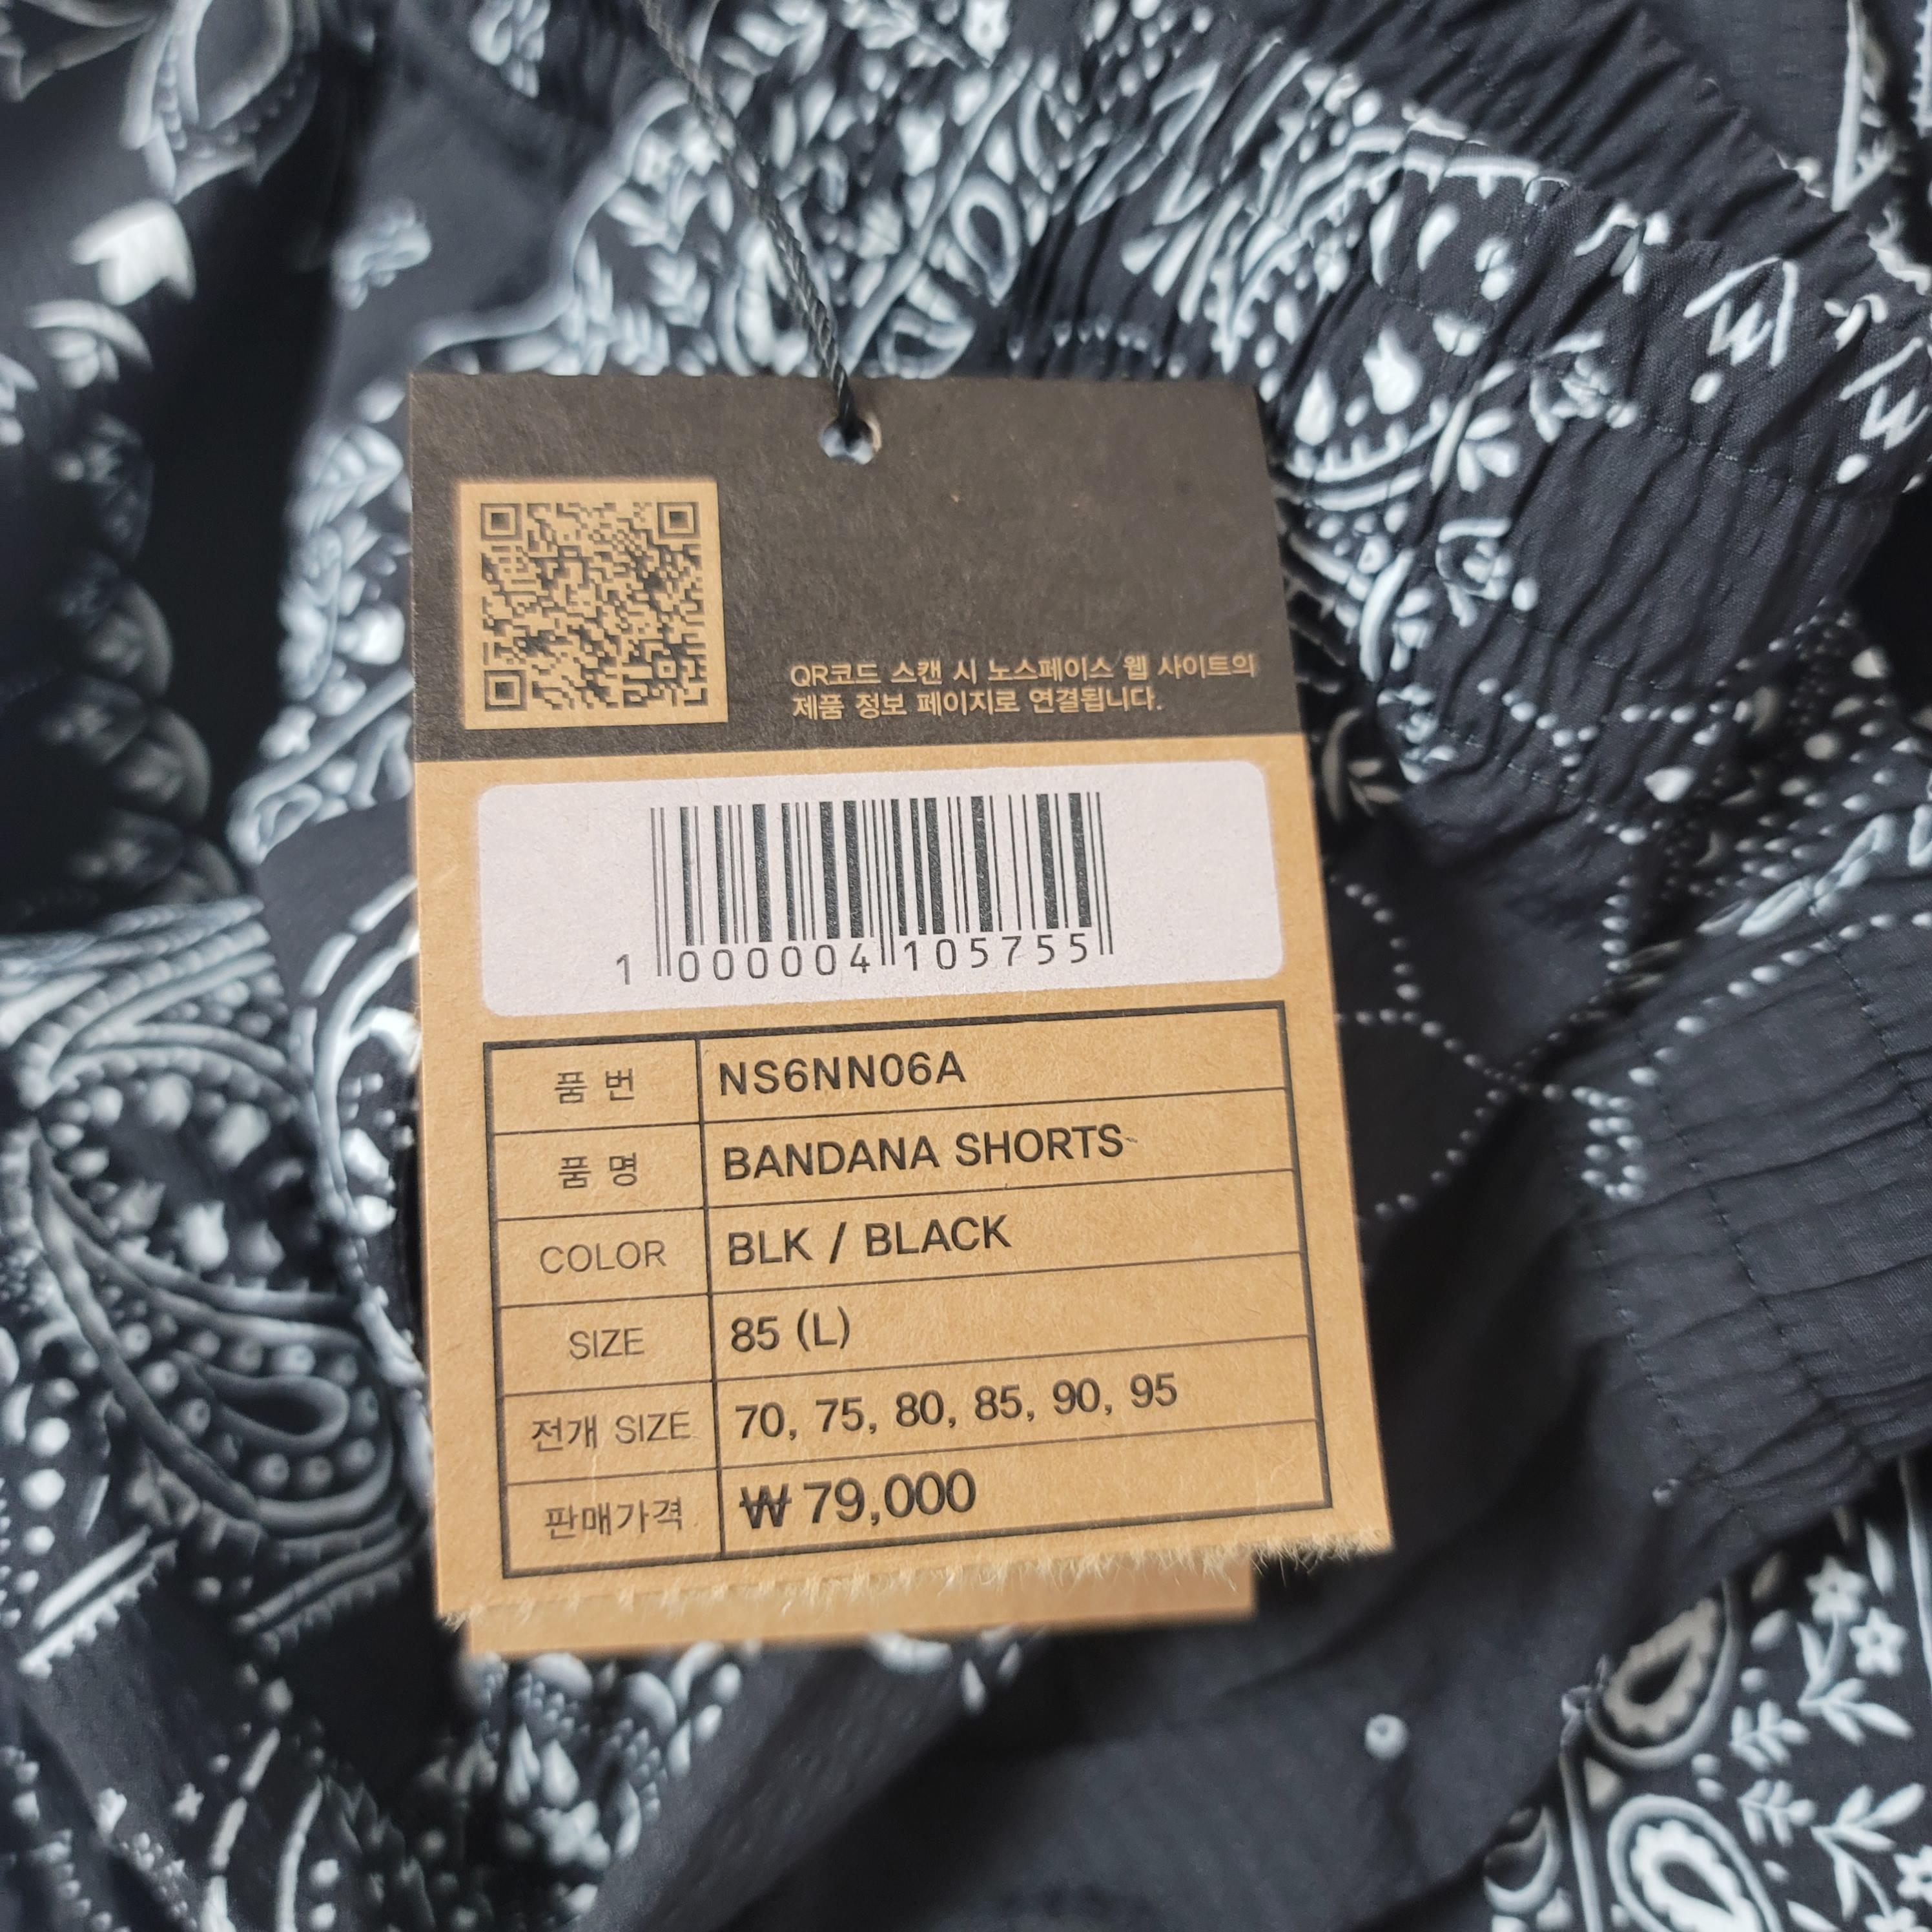 QR코드 스캔 시 노스페이스 웹 사이트의
제품 정보 페이지로 연결됩니다.
1 000004 105755
품 번 NS6NN06A
품 명 BANDANA SHORTS
COLOR BLK / BLACK
SIZE 85 (L)
전개 SIZE 70, 75, 80, 85, 90, 95
판매가격 ₩ 79,000